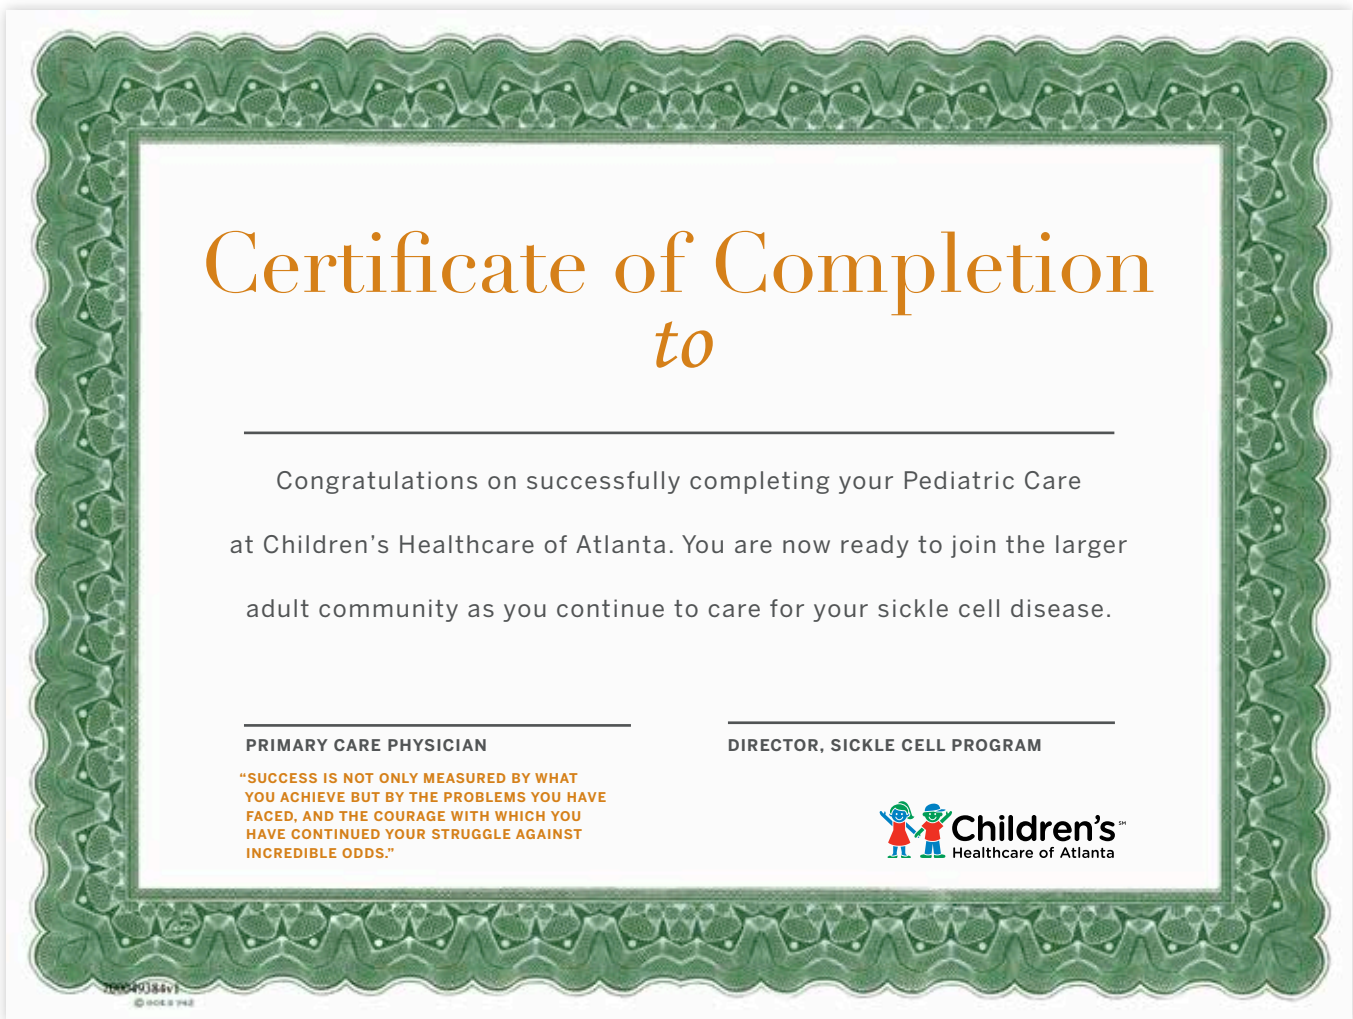 Certificate of Completion
to
Congratulations on successfully completing your Pediatric Care
at Children’s Healthcare of Atlanta. You are now ready to join the larger
adult community as you continue to care for your sickle cell disease.
PRIMARY CARE PHYSICIAN
DIRECTOR, SICKLE CELL PROGRAM
“SUCCESS IS NOT ONLY MEASURED BY WHAT
YOU ACHIEVE BUT BY THE PROBLEMS YOU HAVE
FACED, AND THE COURAGE WITH WHICH YOU
HAVE CONTINUED YOUR STRUGGLE AGAINST
INCREDIBLE ODDS.”
Children’s℠
Healthcare of Atlanta